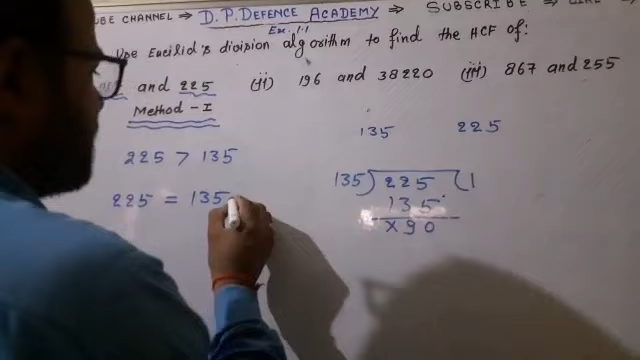 UBE CHANNEL → D.P. DEFENCE ACADEMY ⇒ SUBSCRIBE ⇒
Ex. 1.1
Use Euclid's division algorithm to find the HCF of:
and 225 (ii) 196 and 38220 (iii) 867 and 255
Method - I
135 225
225 > 135
135 ) 225 ( 1
225 = 135
135
× 90